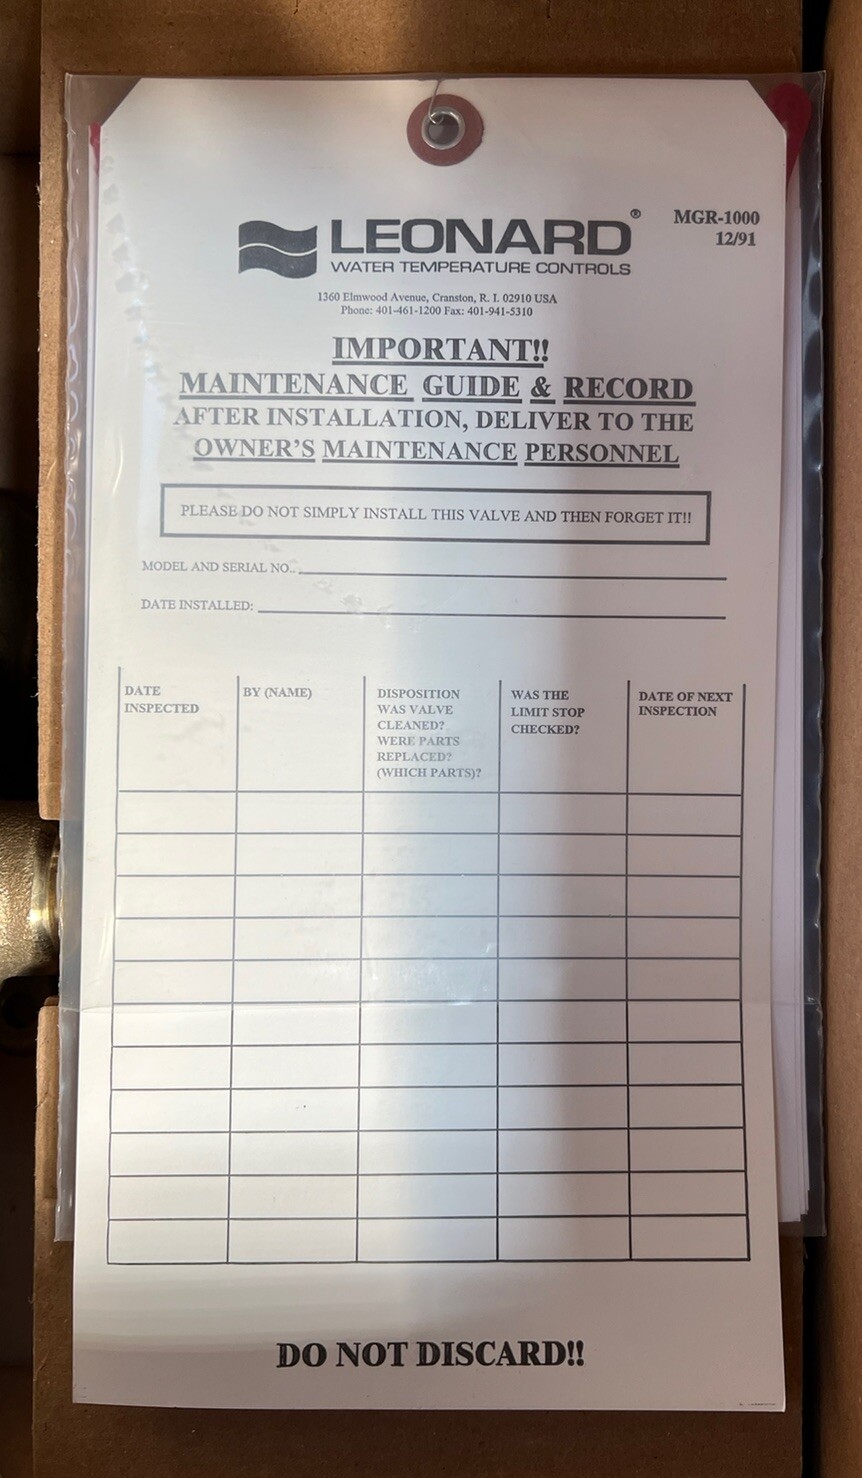 LEONARD®
WATER TEMPERATURE CONTROLS
MGR-1000
12/91
1360 Elmwood Avenue, Cranston, R. I. 02910 USA
Phone: 401-461-1200 Fax: 401-941-5310
IMPORTANT!!
MAINTENANCE GUIDE & RECORD
AFTER INSTALLATION, DELIVER TO THE
OWNER'S MAINTENANCE PERSONNEL
PLEASE DO NOT SIMPLY INSTALL THIS VALVE AND THEN FORGET IT!!
MODEL AND SERIAL NO..
DATE INSTALLED:
DATE
INSPECTED
BY (NAME)
DISPOSITION
WAS VALVE
CLEANED?
WERE PARTS
REPLACED?
(WHICH PARTS)?
WAS THE
LIMIT STOP
CHECKED?
DATE OF NEXT
INSPECTION
DO NOT DISCARD!!